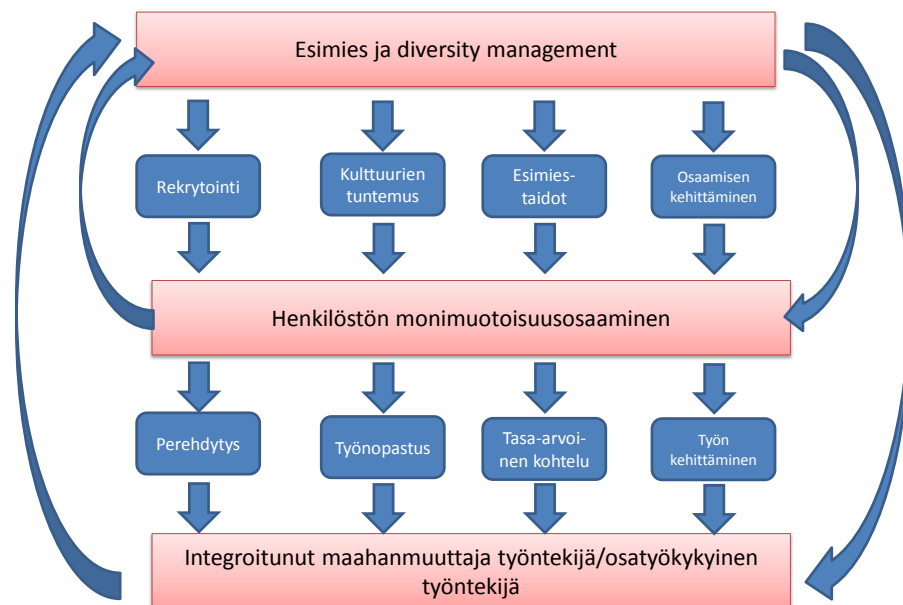 Esimies ja diversity management
Rekrytointi
Kulttuurien
tuntemus
Esimies-
taidot
Osaamisen
kehittäminen
Henkilöstön monimuotoisuusosaaminen
Perehdytys
Työnopastus
Tasa-arvoi-
nen kohtelu
Työn
kehittäminen
Integroitunut maahanmuuttaja työntekijä/osatyökykyinen
työntekijä